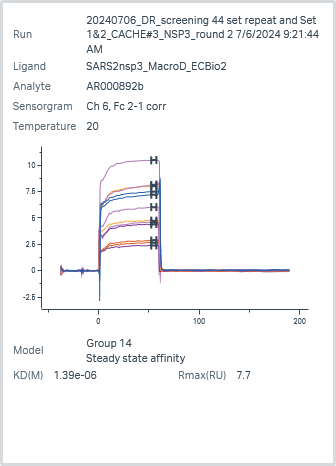 Run 20240706_DR_screening 44 set repeat and Set
1&2_CACHE#3_NSP3_round 2 7/6/2024 9:21:44
AM
Ligand SARS2nsp3_MacroD_ECBio2
Analyte AR000892b
Sensorgram Ch 6, Fc 2-1 corr
Temperature 20
10
7.5
5
2.5
0
-2.5
0 100 200
Model Group 14
Steady state affinity
KD(M) 1.39e-06 Rmax(RU) 7.7